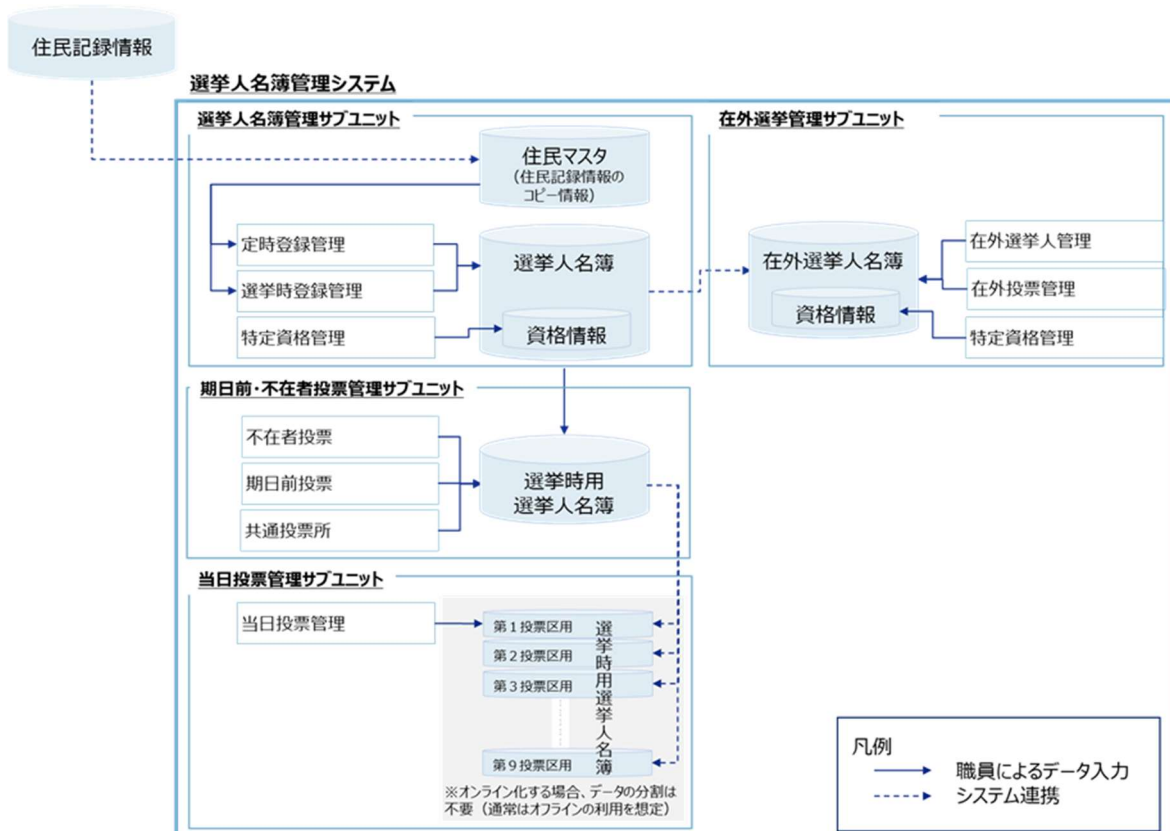 住民記録情報
選挙人名簿管理システム
選挙人名簿管理サブユニット
住民マスタ
（住民記録情報の
コピー情報）
定時登録管理
選挙時登録管理
特定資格管理
選挙人名簿
資格情報
在外選挙管理サブユニット
在外選挙人名簿
資格情報
在外選挙人管理
在外投票管理
特定資格管理
期日前・不在者投票管理サブユニット
不在者投票
期日前投票
共通投票所
選挙時用
選挙人名簿
当日投票管理サブユニット
当日投票管理
第１投票区用
第２投票区用
第３投票区用
第９投票区用
選挙時用選挙人名簿
※オンライン化する場合、データの分割は
不要（通常はオフラインの利用を想定）
凡例
職員によるデータ入力
システム連携